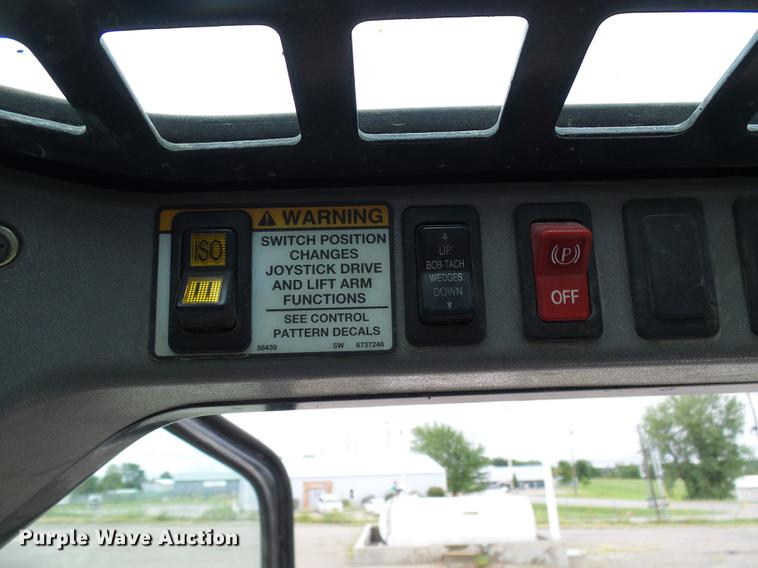 WARNING
ISO
SWITCH POSITION
CHANGES
JOYSTICK DRIVE
AND LIFT ARM
FUNCTIONS
SEE CONTROL
PATTERN DECALS
58439 SW 6737248
UP
BOB-TACH
WEDGES
DOWN
(P)
OFF
Purple Wave Auction